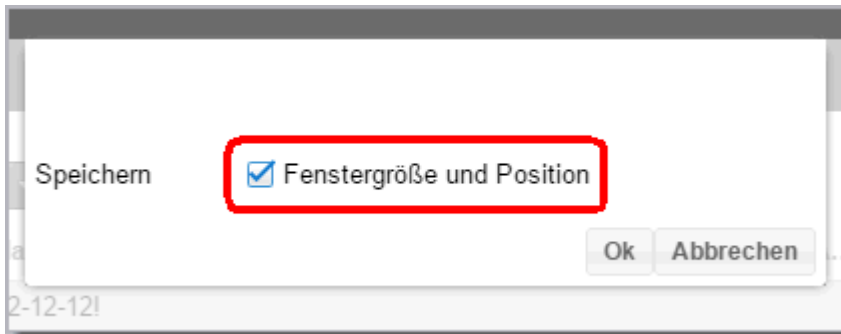 Speichern
Fenstergröße und Position
Ok
Abbrechen
2-12-12!